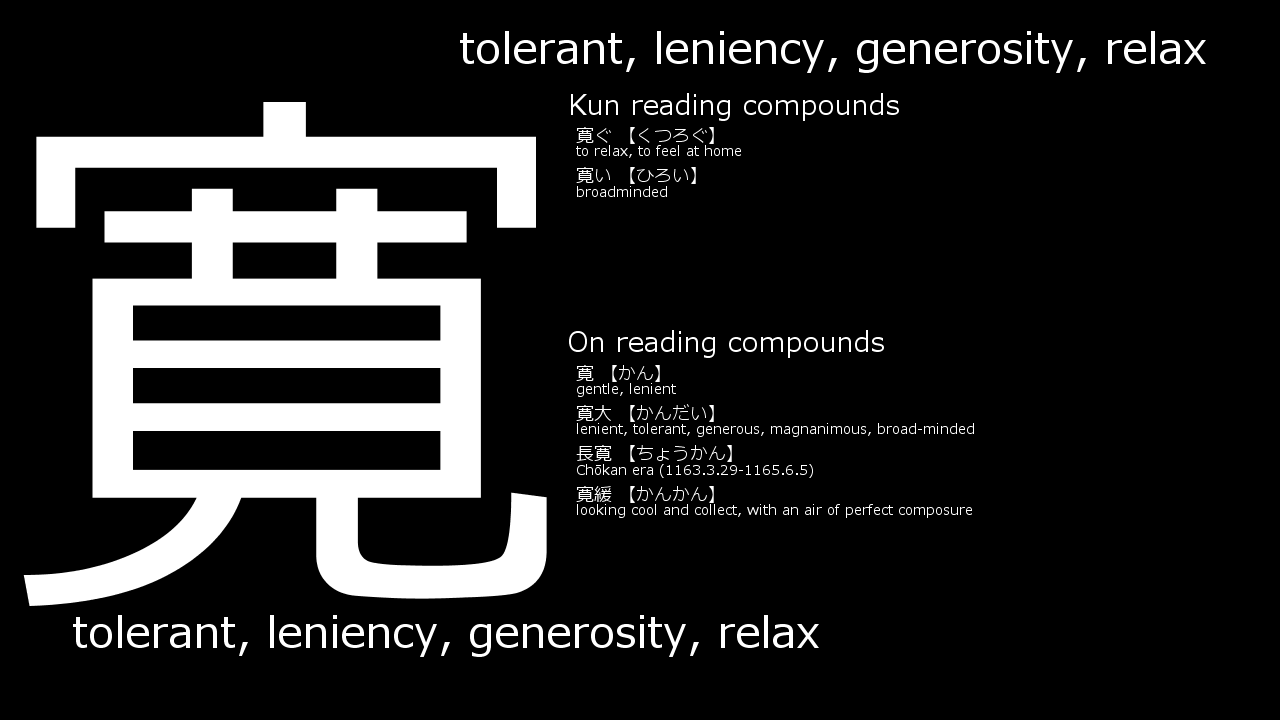 tolerant, leniency, generosity, relax
寛
Kun reading compounds
寛ぐ 【くつろぐ】
to relax, to feel at home
寛い 【ひろい】
broadminded
On reading compounds
寛 【かん】
gentle, lenient
寛大 【かんだい】
lenient, tolerant, generous, magnanimous, broad-minded
長寛 【ちょうかん】
Chōkan era (1163.3.29-1165.6.5)
寛緩 【かんかん】
looking cool and collect, with an air of perfect composure
tolerant, leniency, generosity, relax